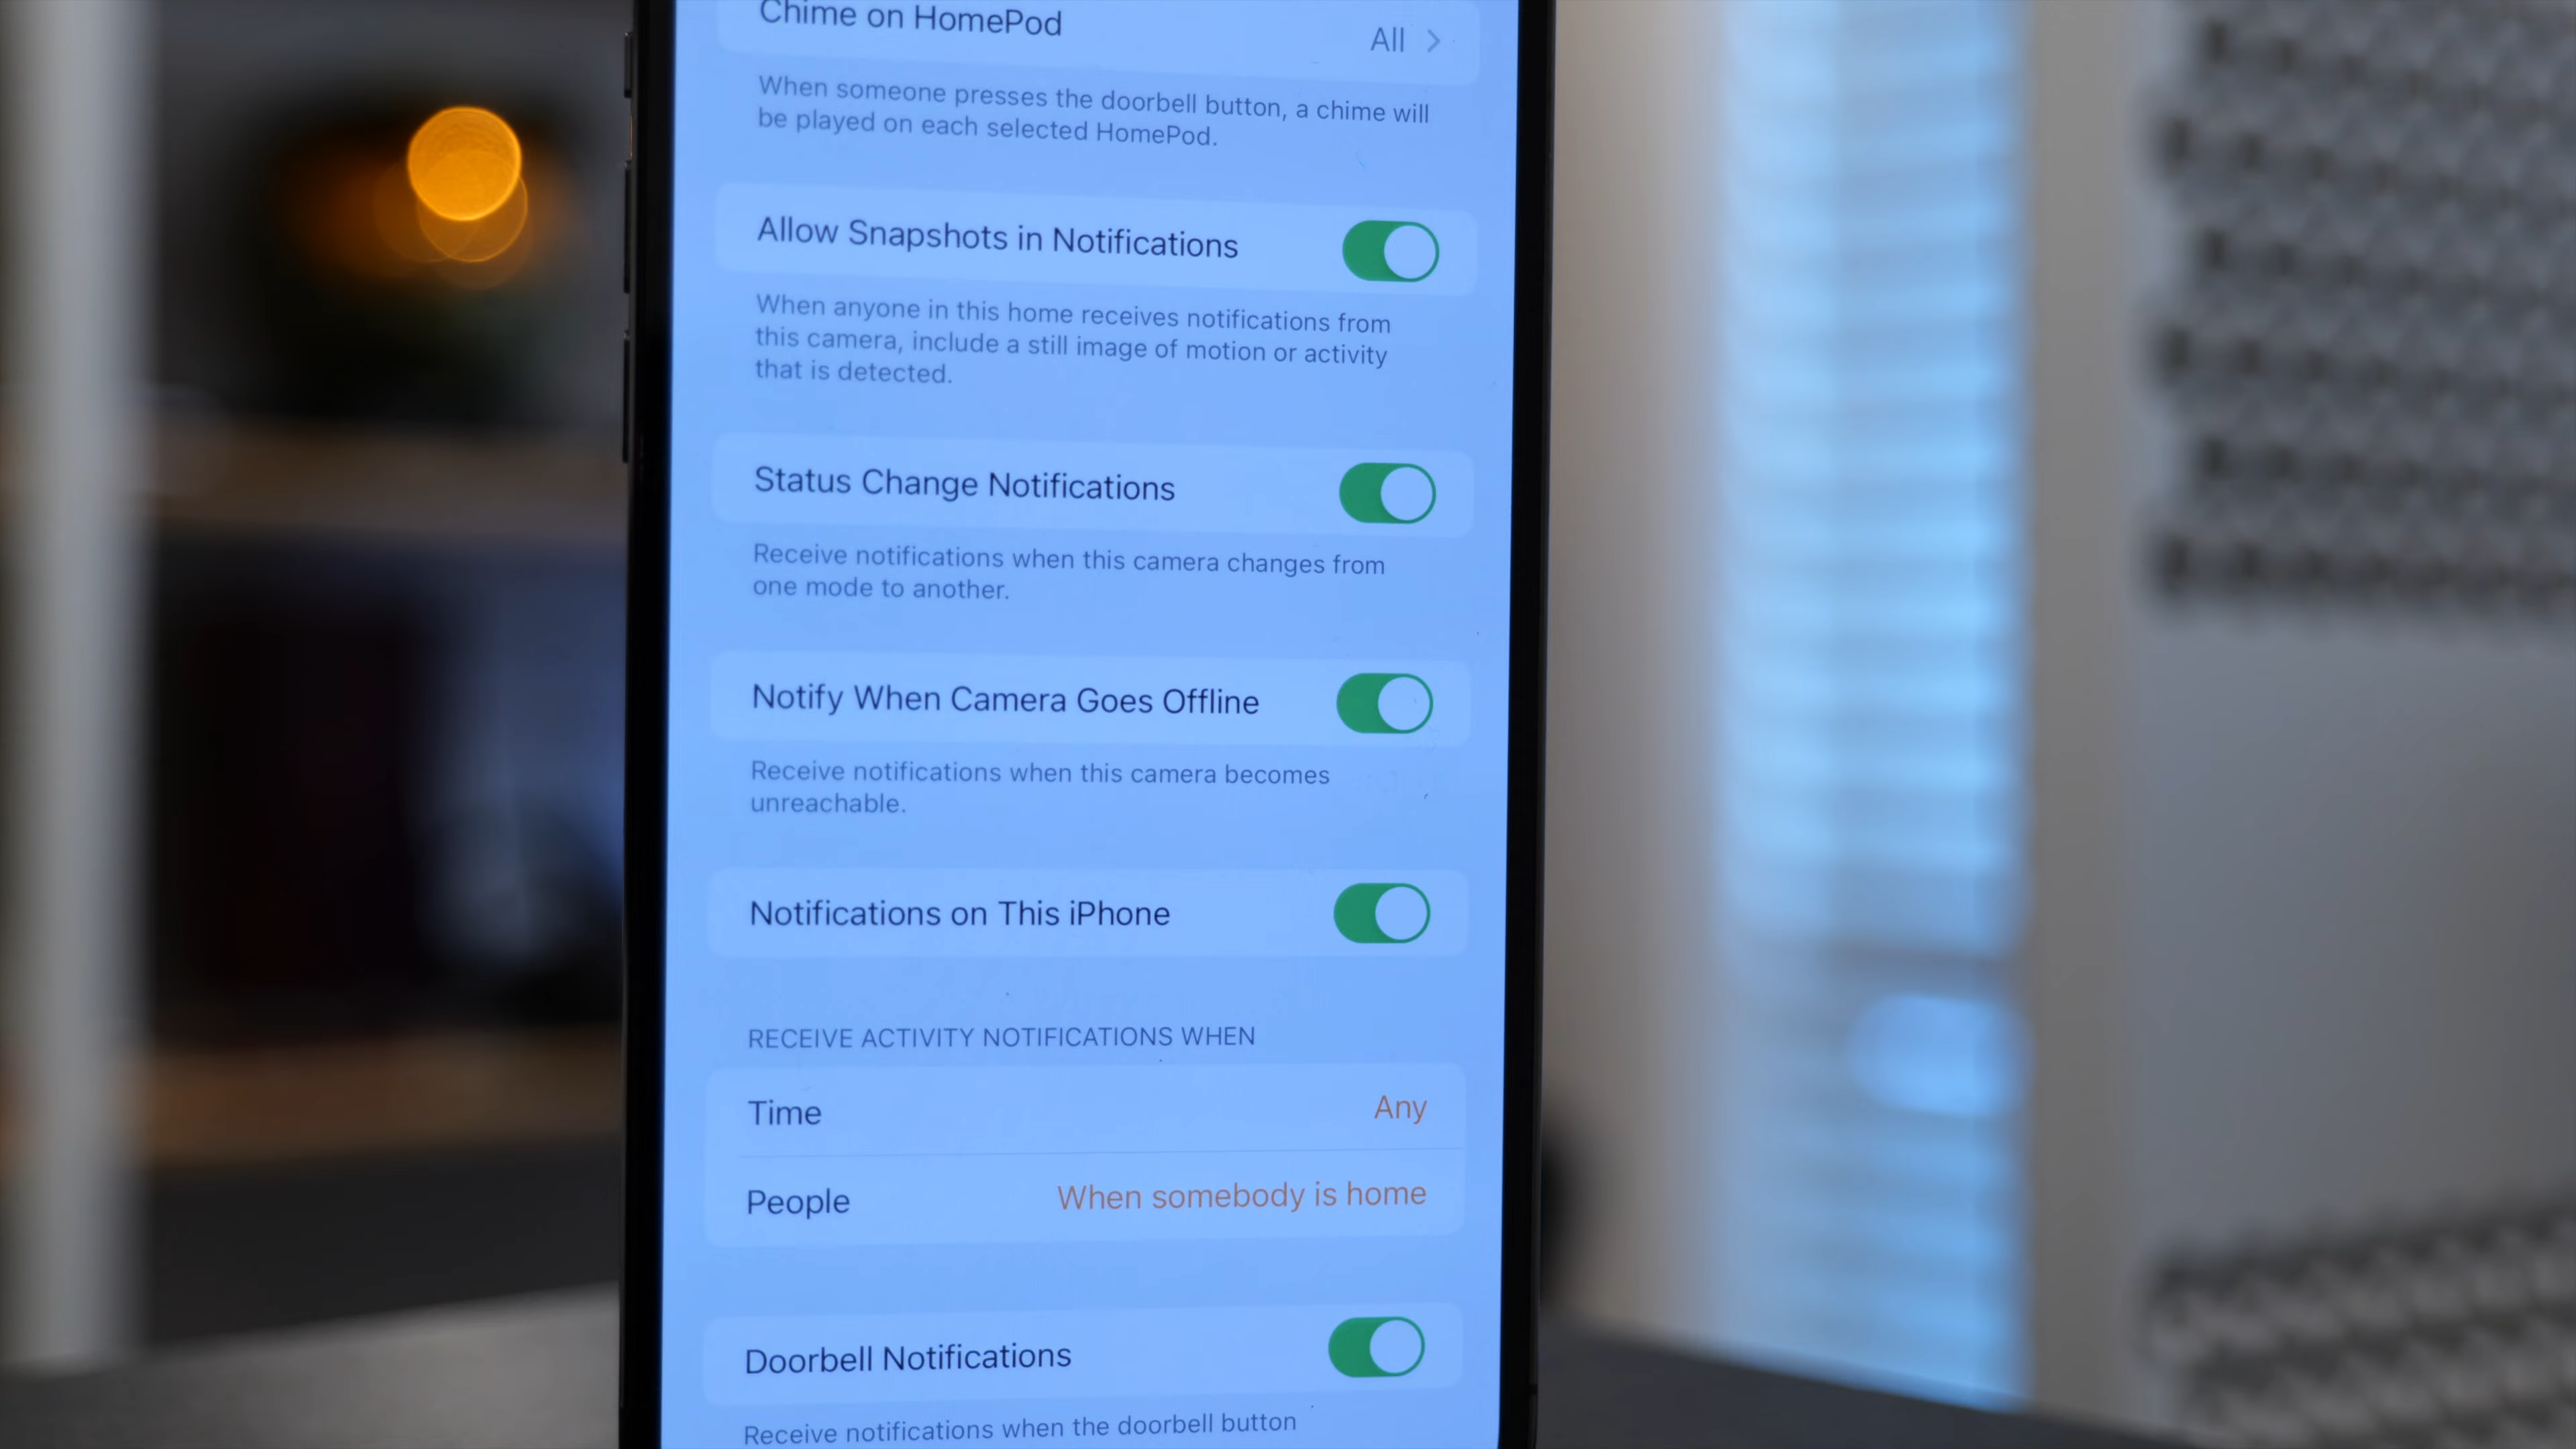 Chime on HomePod
All
When someone presses the doorbell button, a chime will
be played on each selected HomePod.
Allow Snapshots in Notifications
When anyone in this home receives notifications from
this camera, include a still image of motion or activity
that is detected.
Status Change Notifications
Receive notifications when this camera changes from
one mode to another.
Notify When Camera Goes Offline
Receive notifications when this camera becomes
unreachable.
Notifications on This iPhone
RECEIVE ACTIVITY NOTIFICATIONS WHEN
Time
Any
People
When somebody is home
Doorbell Notifications
Receive notifications when the doorbell button